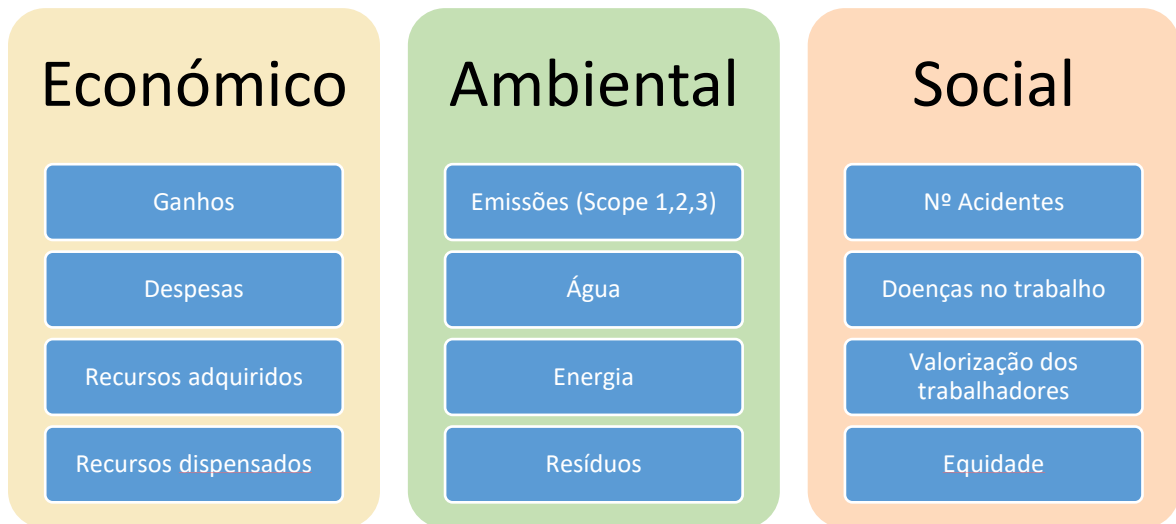 Económico
Ganhos
Despesas
Recursos adquiridos
Recursos dispensados
Ambiental
Emissões (Scope 1,2,3)
Água
Energia
Resíduos
Social
Nº Acidentes
Doenças no trabalho
Valorização dos
trabalhadores
Equidade